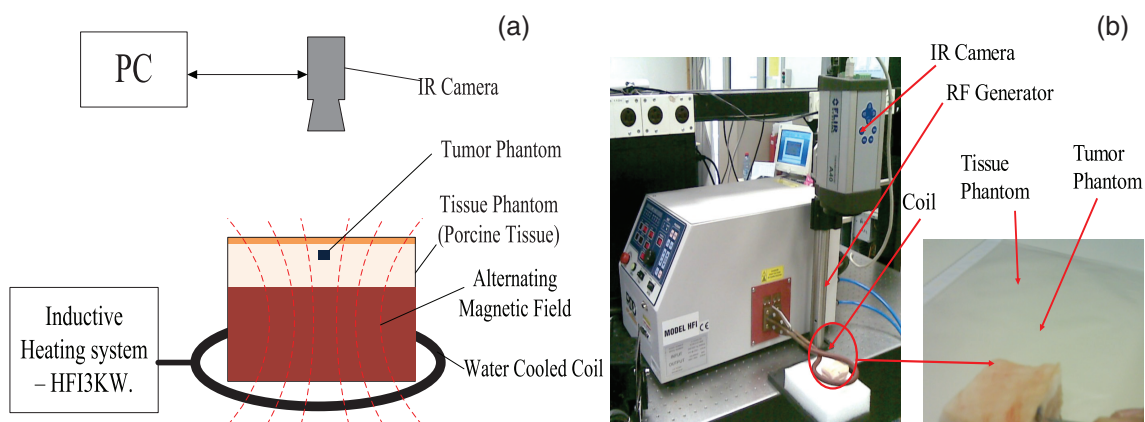 (a)
PC
IR Camera
Tumor Phantom
Tissue Phantom
(Porcine Tissue)
Alternating
Magnetic Field
Inductive
Heating system
– HFI3KW.
Water Cooled Coil
(b)
IR Camera
RF Generator
Tissue
Phantom
Tumor
Phantom
Coil
FLIR
A40
MODEL HFI CE